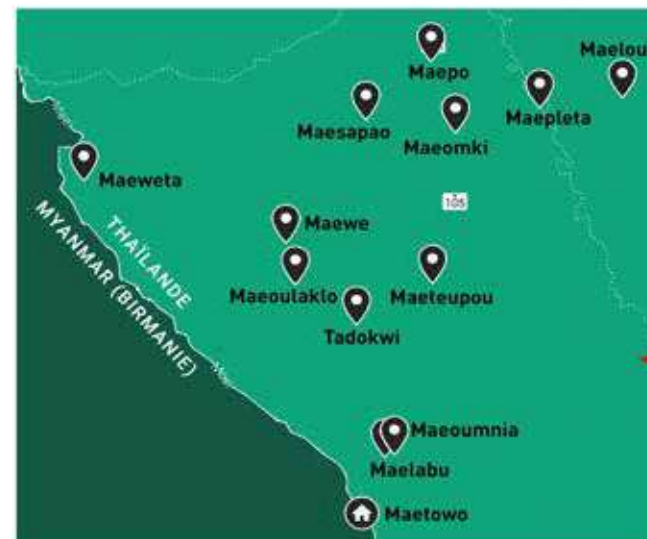 Maepo
Maelou
Maesapao
Maeomki
Maepleta
Maeweta
105
Maewe
THAÏLANDE
MYANMAR (BIRMANIE)
Maeoulaklo
Maeteupou
Tadokwi
Maeoumnia
Maelabu
Maetowo